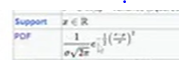 Support x ∈ ℝ
PDF 1/(σ√2π) e^(-1/2((x-μ)/σ)^2)